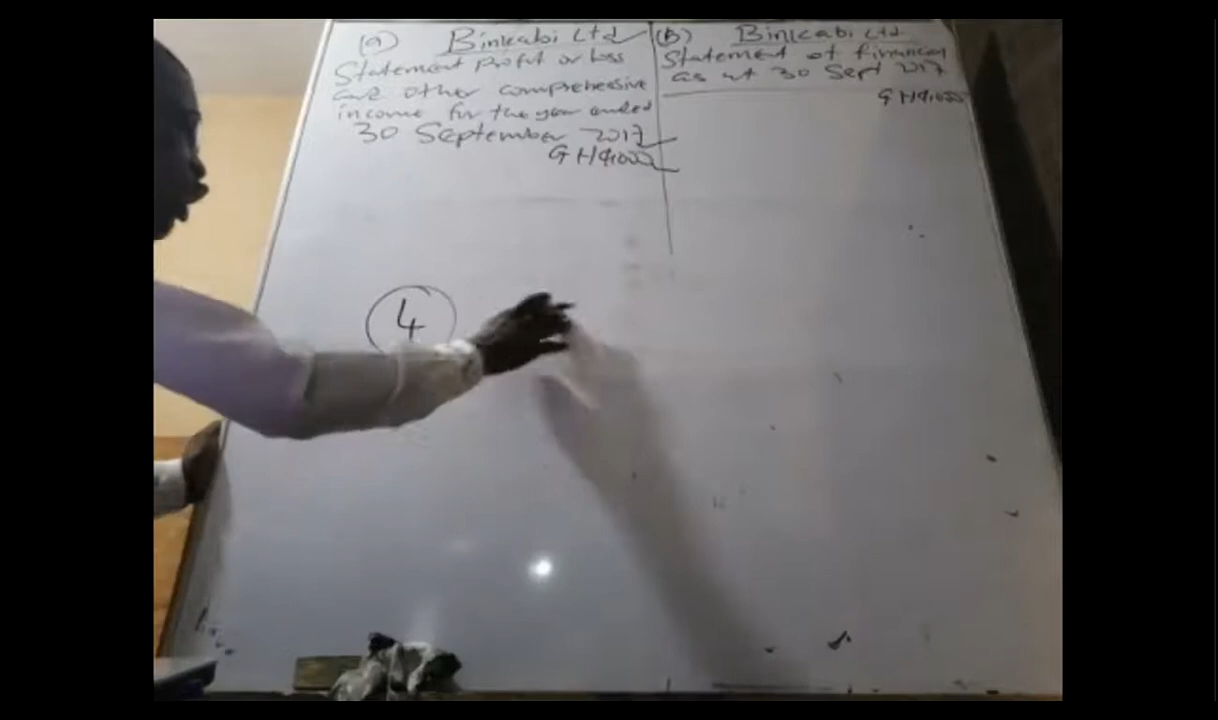 (a) Binkabi Ltd
Statement profit or loss
and other comprehensive
income for the year ended
30 September 2017
GH¢1000
(b) Binkabi Ltd
Statement of financial
as at 30 Sept 2017
GH¢1000
4